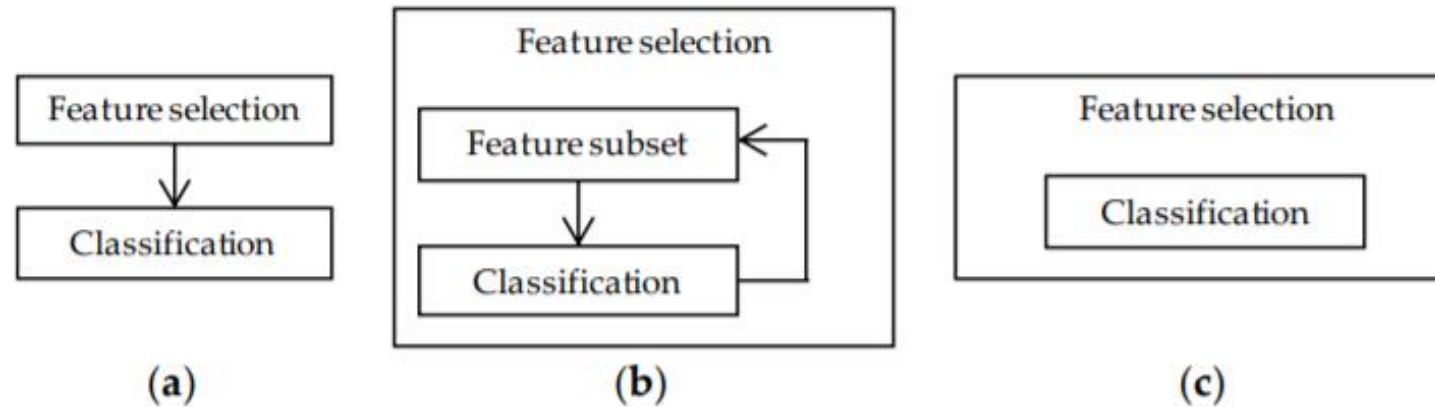 Feature selection
Classification
(a)
Feature selection
Feature subset
Classification
(b)
Feature selection
Classification
(c)